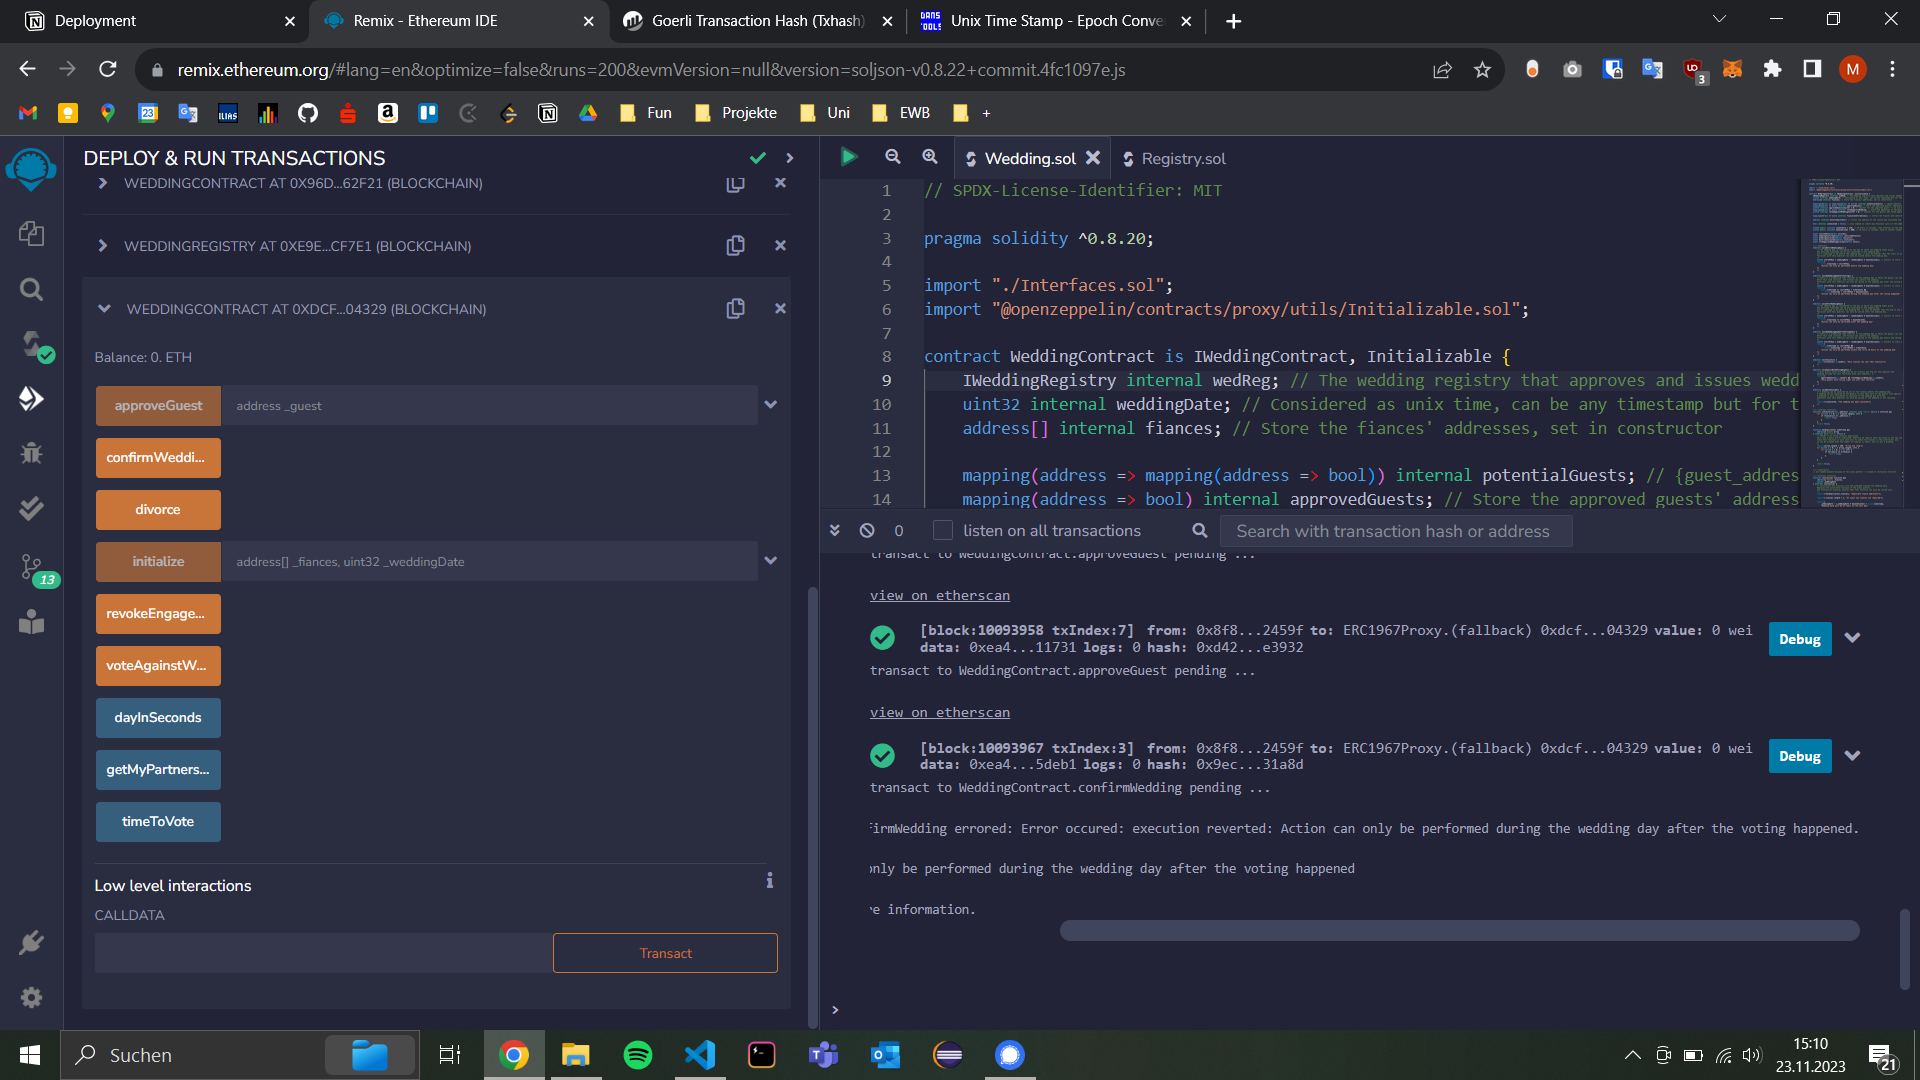 Deployment
Remix - Ethereum IDE
Goerli Transaction Hash (Txhash)
Unix Time Stamp - Epoch Conve
remix.ethereum.org/#lang=en&optimize=false&runs=200&evmVersion=null&version=soljson-v0.8.22+commit.4fc1097e.js
3
M
23
ILIAS
Fun
Projekte
Uni
EWB
+
DEPLOY & RUN TRANSACTIONS
WEDDINGCONTRACT AT 0X96D...62F21 (BLOCKCHAIN)
WEDDINGREGISTRY AT 0XE9E...CF7E1 (BLOCKCHAIN)
WEDDINGCONTRACT AT 0XDCF...04329 (BLOCKCHAIN)
Balance: 0. ETH
approveGuest address _guest
confirmWeddi...
divorce
initialize address[] _fiances, uint32 _weddingDate
revokeEngage...
voteAgainstW...
dayInSeconds
getMyPartners...
timeToVote
Low level interactions
CALLDATA
Transact
13
Wedding.sol
Registry.sol
1 // SPDX-License-Identifier: MIT
2
3 pragma solidity ^0.8.20;
4
5 import "./Interfaces.sol";
6 import "@openzeppelin/contracts/proxy/utils/Initializable.sol";
7
8 contract WeddingContract is IWeddingContract, Initializable {
9 IWeddingRegistry internal wedReg; // The wedding registry that approves and issues wedd
10 uint32 internal weddingDate; // Considered as unix time, can be any timestamp but for t
11 address[] internal fiances; // Store the fiances' addresses, set in constructor
12
13 mapping(address => mapping(address => bool)) internal potentialGuests; // {guest_addres
14 mapping(address => bool) internal approvedGuests; // Store the approved guests' address
0
listen on all transactions
Search with transaction hash or address
transact to WeddingContract.approveGuest pending ...
view on etherscan
[block:10093958 txIndex:7] from: 0x8f8...2459f to: ERC1967Proxy.(fallback) 0xdcf...04329 value: 0 wei
data: 0xea4...11731 logs: 0 hash: 0xd42...e3932
Debug
transact to WeddingContract.approveGuest pending ...
view on etherscan
[block:10093967 txIndex:3] from: 0x8f8...2459f to: ERC1967Proxy.(fallback) 0xdcf...04329 value: 0 wei
data: 0xea4...5deb1 logs: 0 hash: 0x9ec...31a8d
Debug
transact to WeddingContract.confirmWedding pending ...
firmWedding errored: Error occured: execution reverted: Action can only be performed during the wedding day after the voting happened.
only be performed during the wedding day after the voting happened
re information.
>
Suchen
15:10
23.11.2023
21